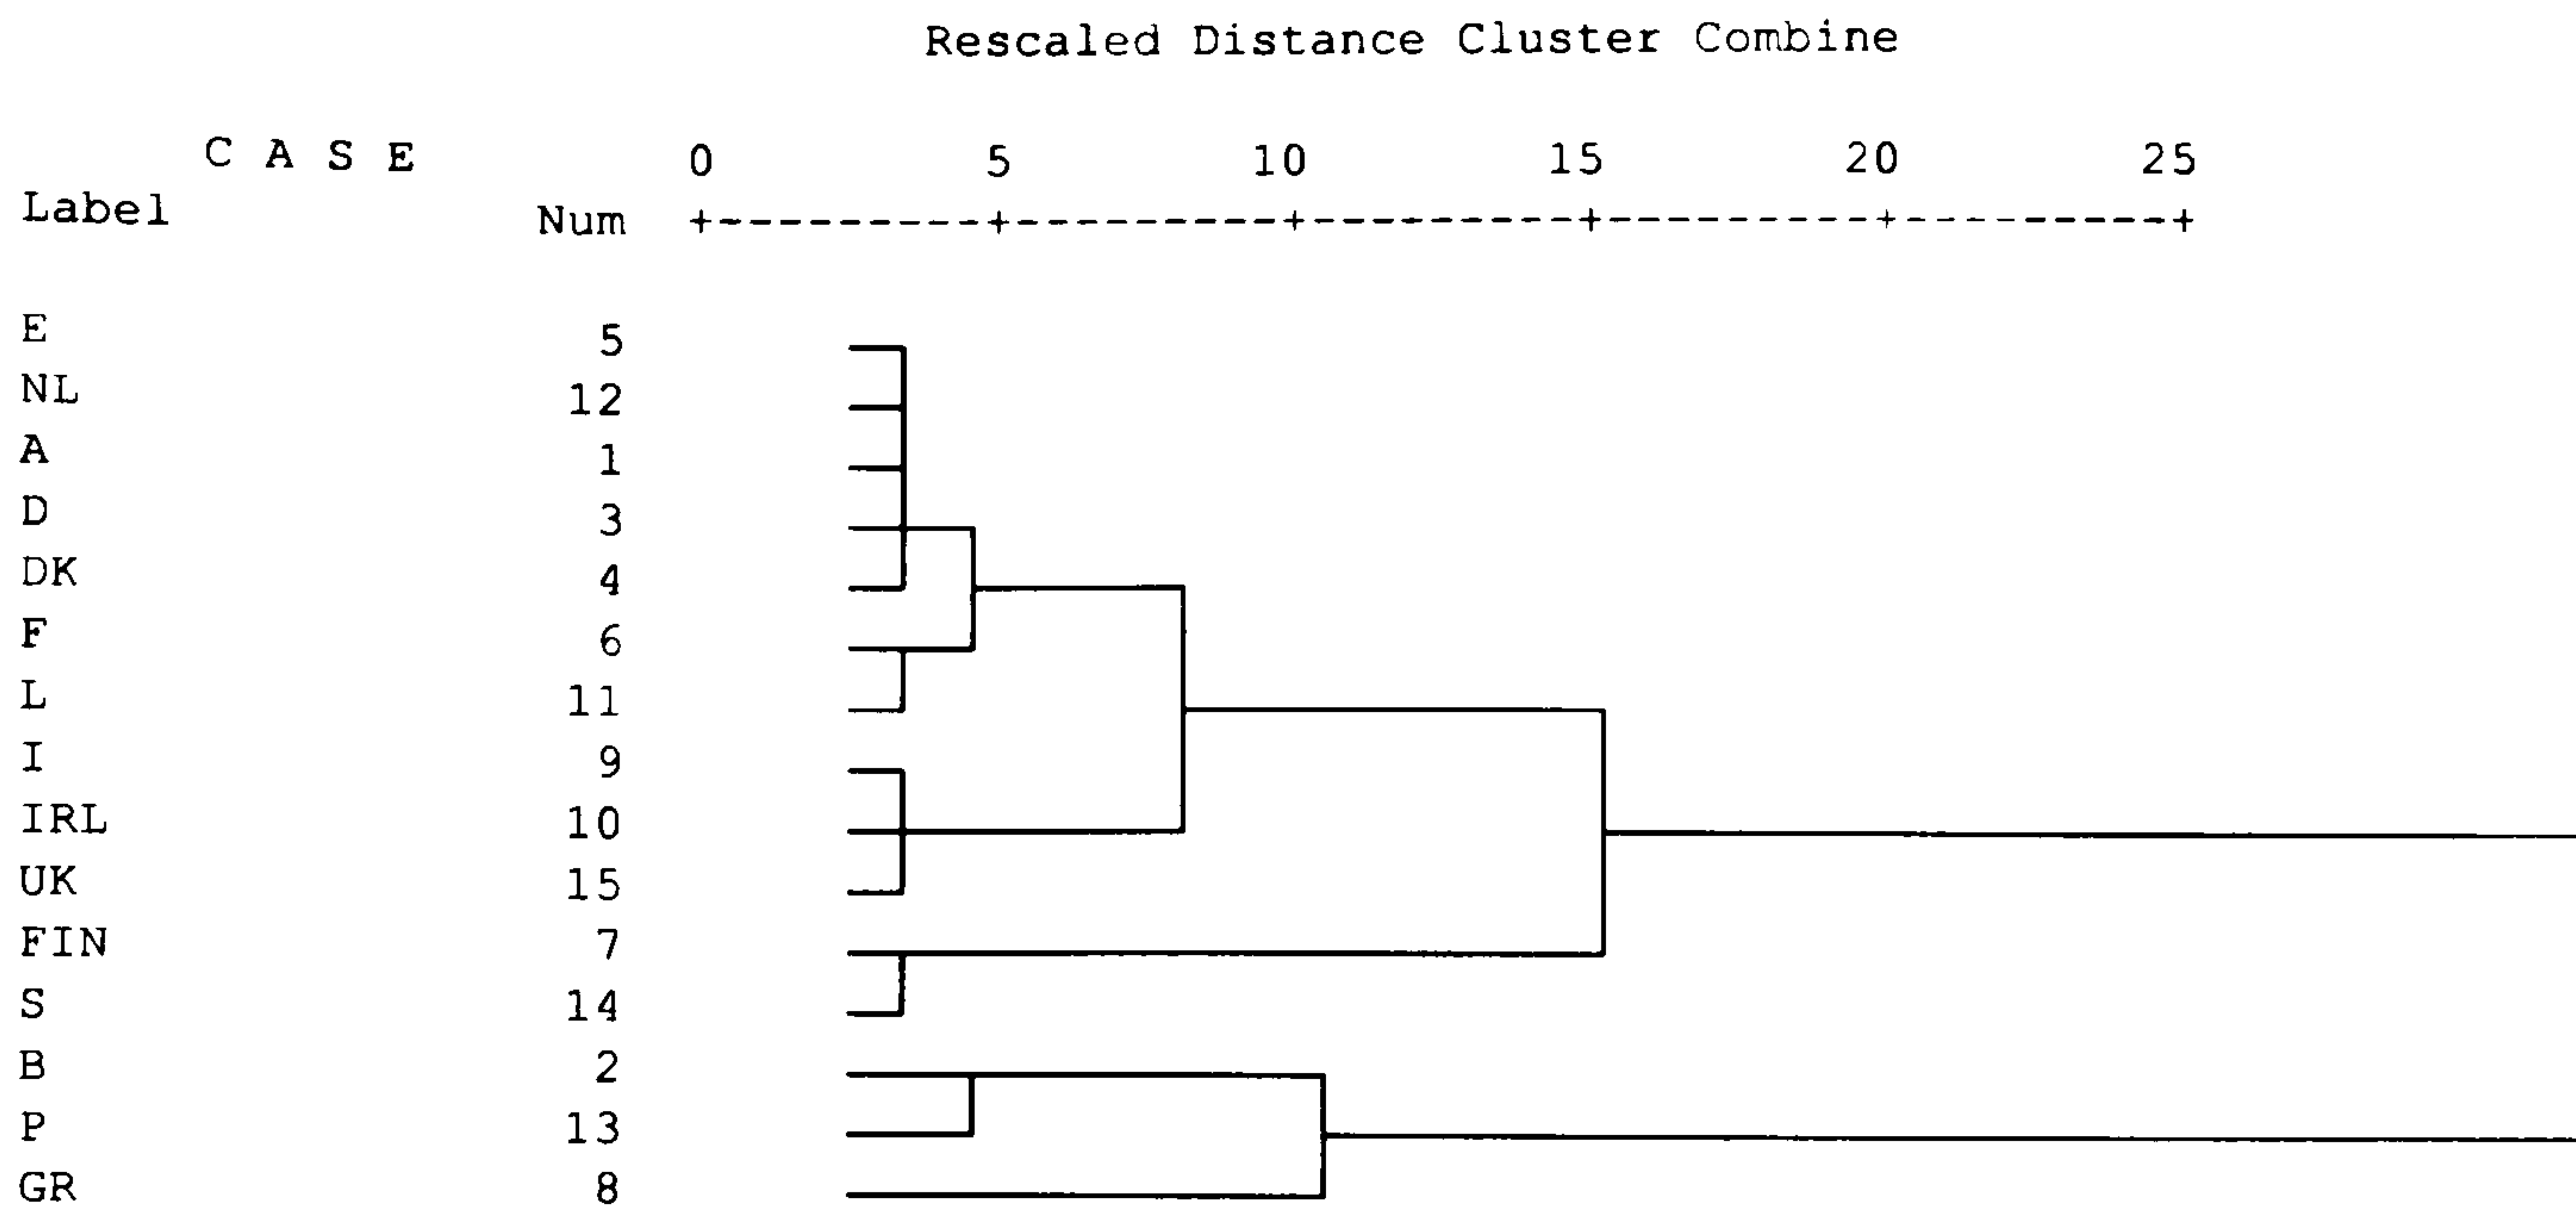 Rescaled Distance Cluster Combine
C A S E 0 5 10 15 20 25
Label Num +---------+---------+---------+---------+---------+
E 5
NL 12
A 1
D 3
DK 4
F 6
L 11
I 9
IRL 10
UK 15
FIN 7
S 14
B 2
P 13
GR 8